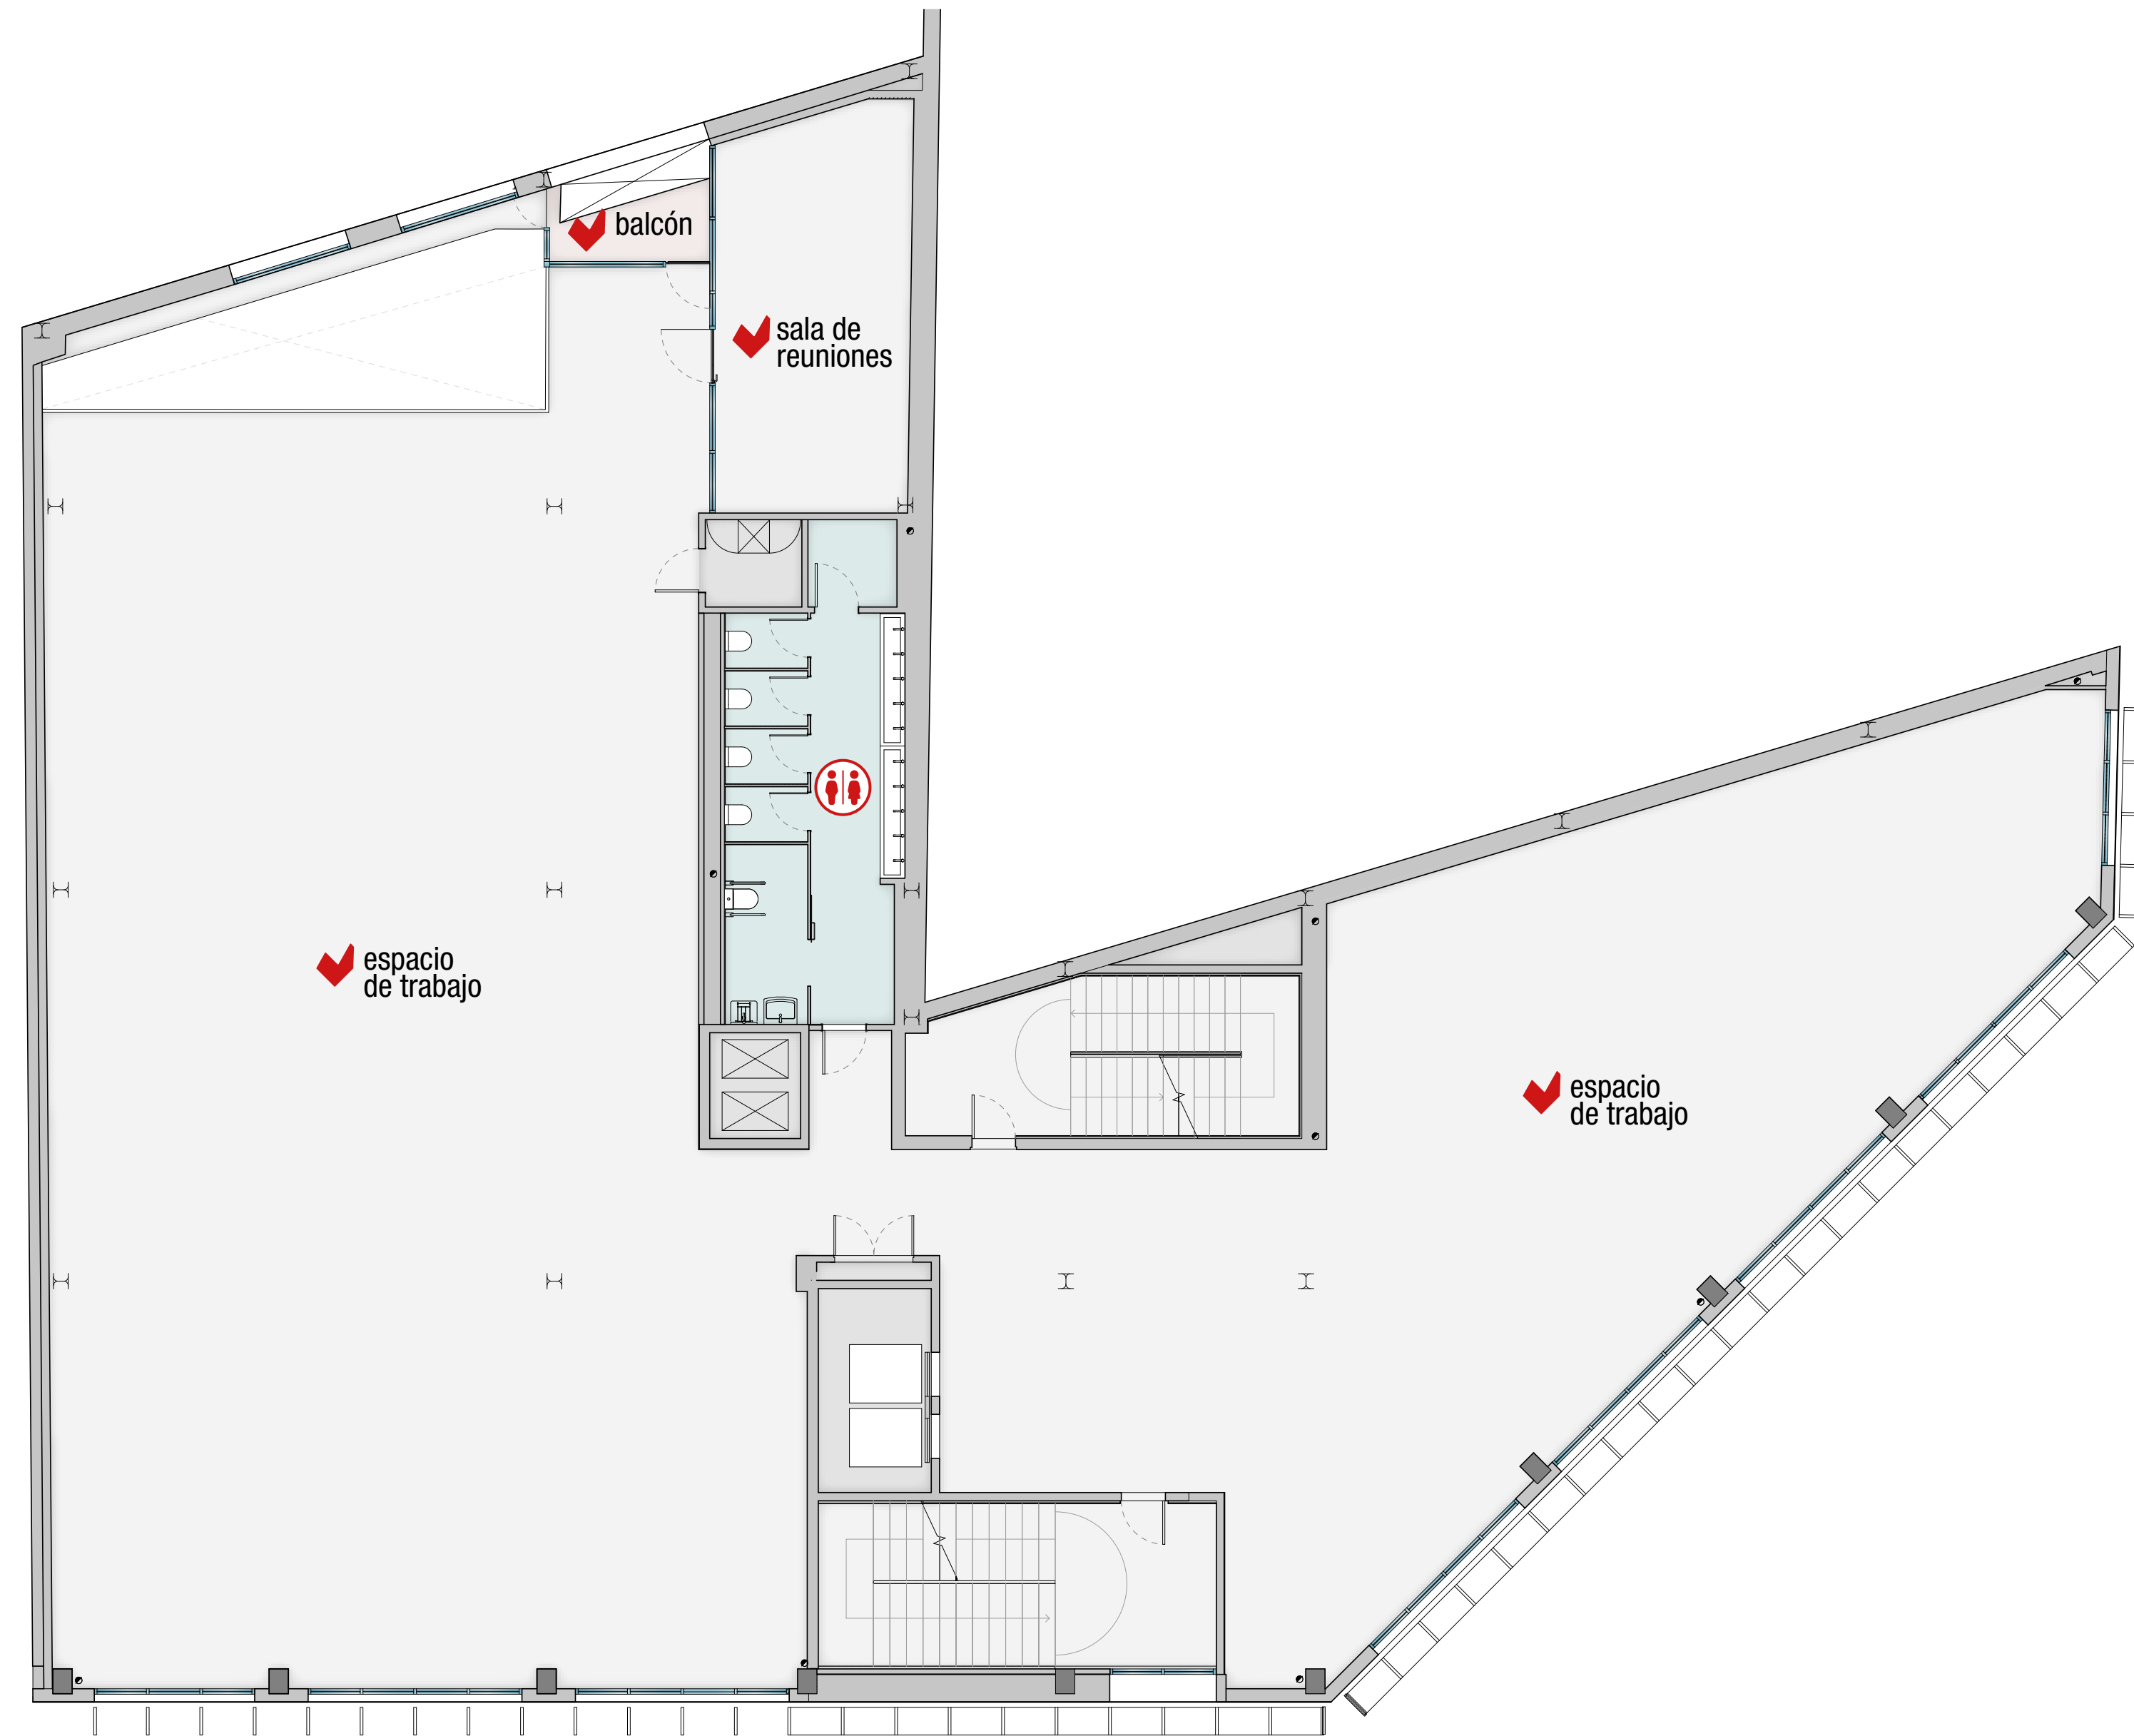 balcón
sala de
reuniones
espacio
de trabajo
espacio
de trabajo